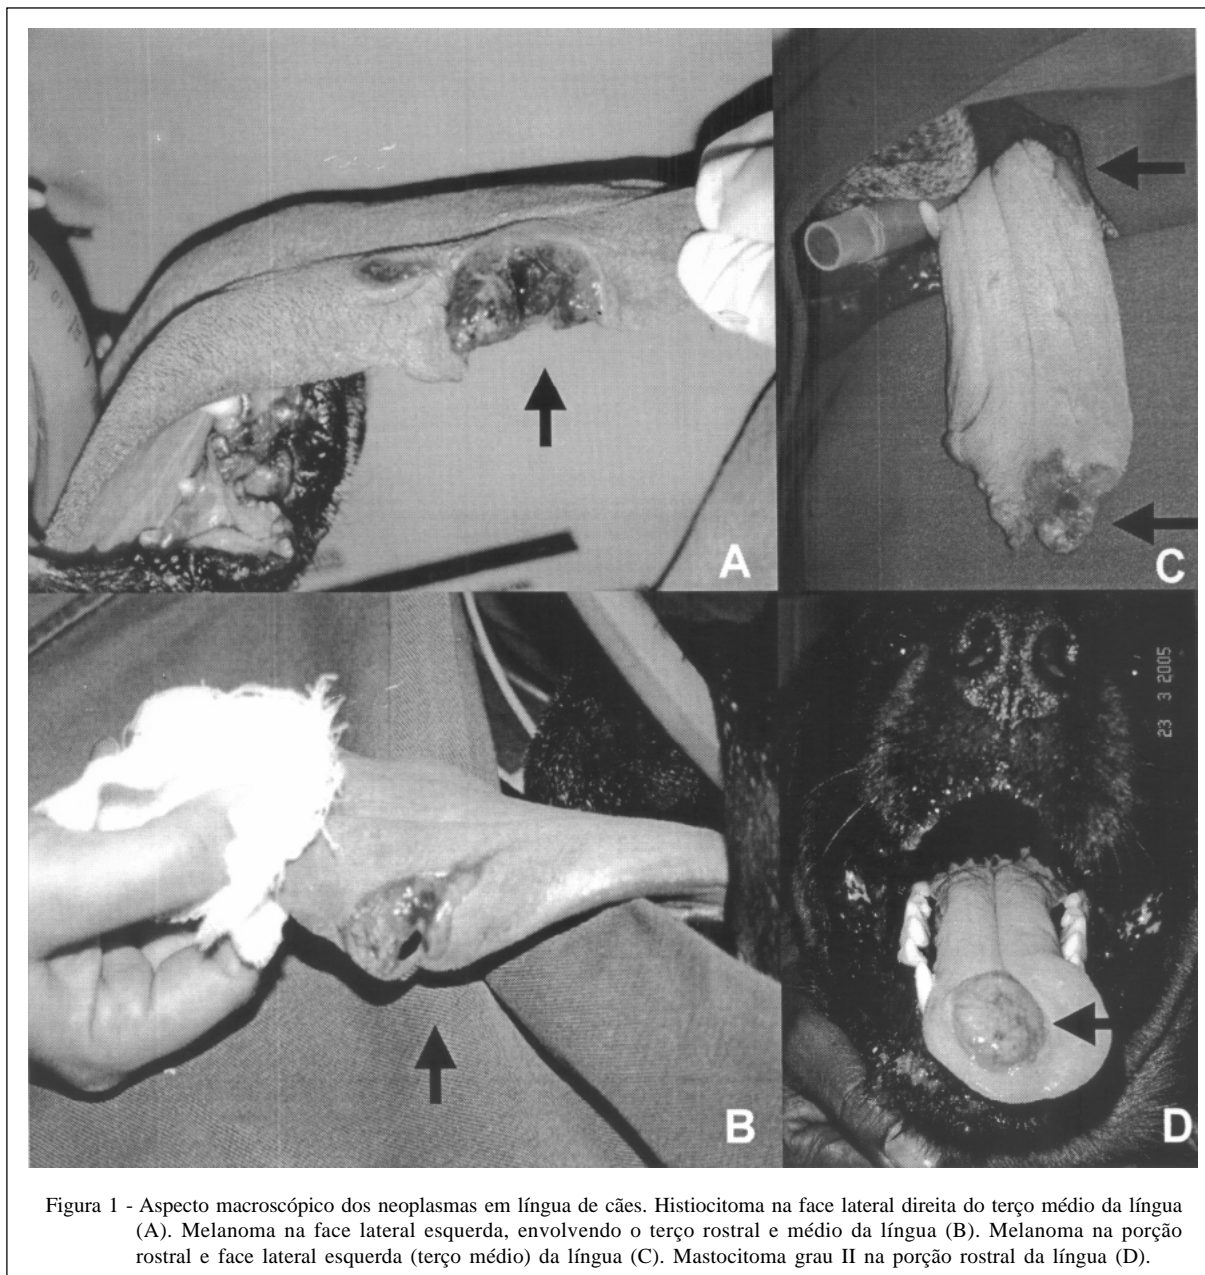 A
C
23 3 2005
B
D
Figura 1 - Aspecto macroscópico dos neoplasmas em língua de cães. Histiocitoma na face lateral direita do terço médio da língua
(A). Melanoma na face lateral esquerda, envolvendo o terço rostral e médio da língua (B). Melanoma na porção
rostral e face lateral esquerda (terço médio) da língua (C). Mastocitoma grau II na porção rostral da língua (D).